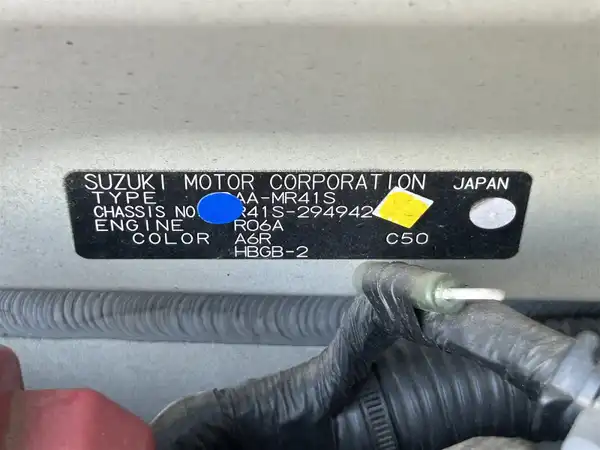 SUZUKI MOTOR CORPORATION JAPAN
TYPE AA-MR41S
CHASSIS NO R41S-294942
ENGINE R06A
COLOR A6R C50
HBGB-2